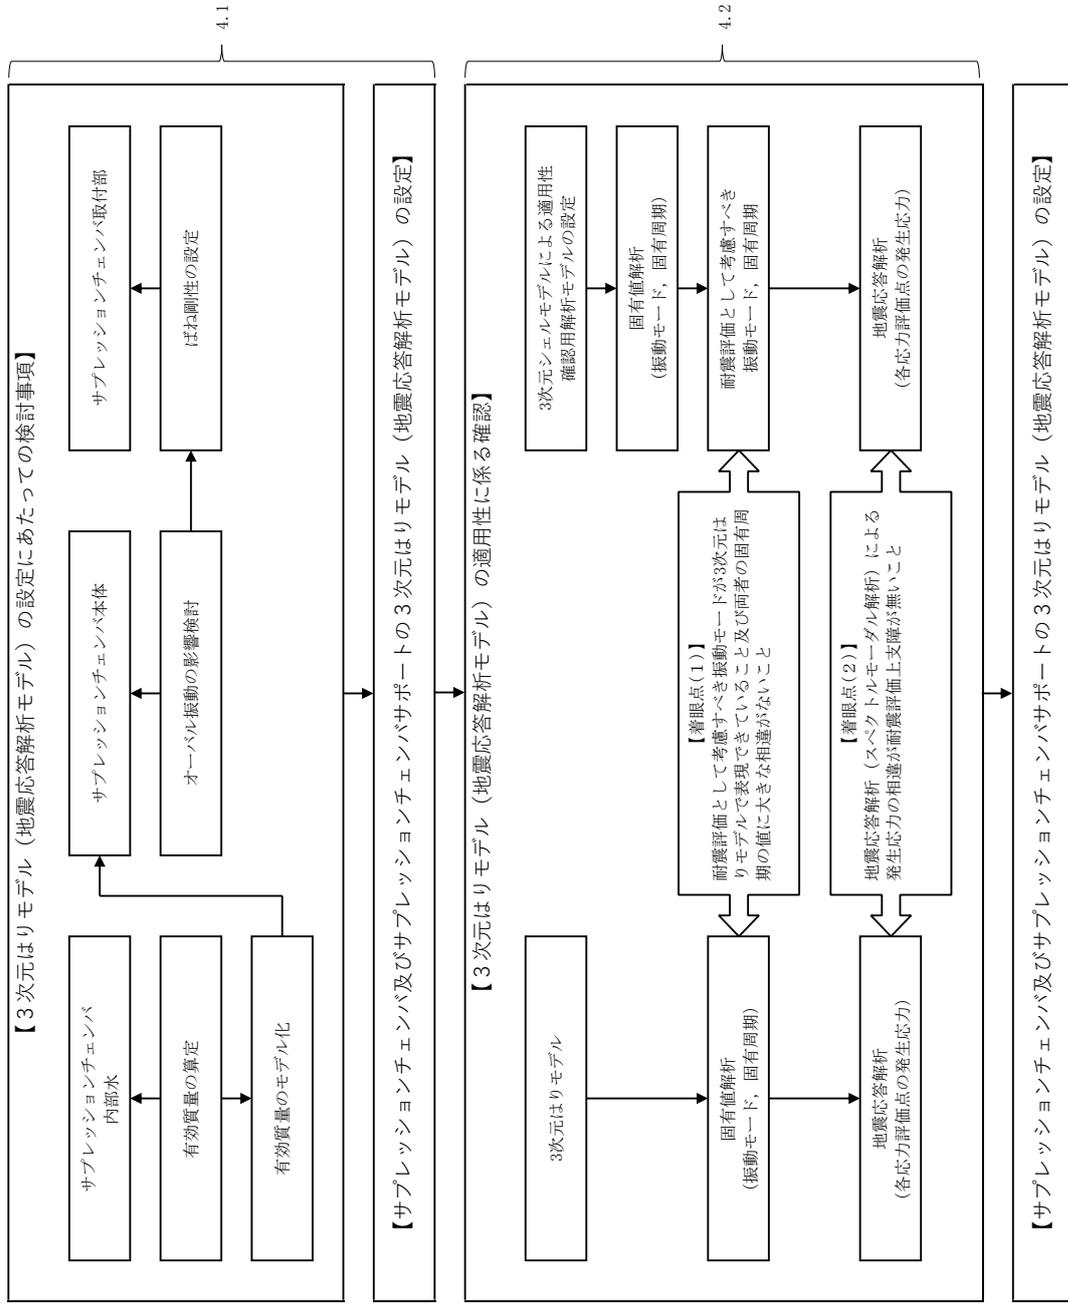 【３次元はりモデル（地震応答解析モデル）の設定にあたっての検討事項】
サプレッションチェンバ
内部水
サプレッションチェンバ本体
サプレッションチェンバ取付部
有効質量の算定
オーバル振動の影響検討
ばね剛性の設定
有効質量のモデル化
4.1
【サプレッションチェンバ及びサプレッションチェンバサポートの３次元はりモデル（地震応答解析モデル）の設定】
【３次元はりモデル（地震応答解析モデル）の適用性に係る確認】
3次元はりモデル
3次元シェルモデルによる適用性
確認用解析モデルの設定
固有値解析
(振動モード，固有周期)
固有値解析
(振動モード，固有周期)
【着眼点(1)】
耐震評価として考慮すべき振動モードが3次元は
りモデルで表現できていること及び両者の固有周
期の値に大きな相違がないこと
耐震評価として考慮すべき
振動モード，固有周期
地震応答解析
(各応力評価点の発生応力)
【着眼点(2)】
地震応答解析（スペクトルモーダル解析）による
発生応力の相違が耐震評価上支障が無いこと
地震応答解析
(各応力評価点の発生応力)
4.2
【サプレッションチェンバ及びサプレッションチェンバサポートの３次元はりモデル（地震応答解析モデル）の設定】